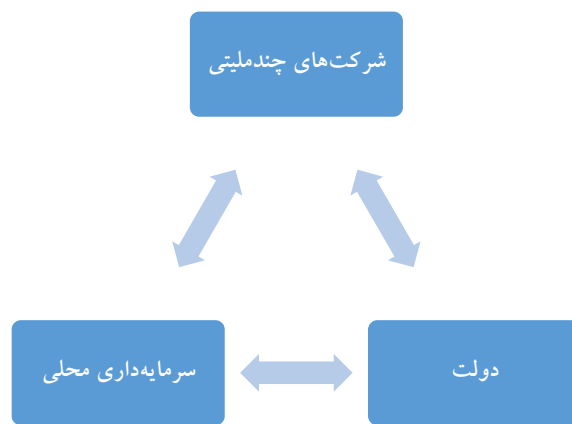 شرکت‌های چندملیتی
دولت
سرمایه‌داری محلی